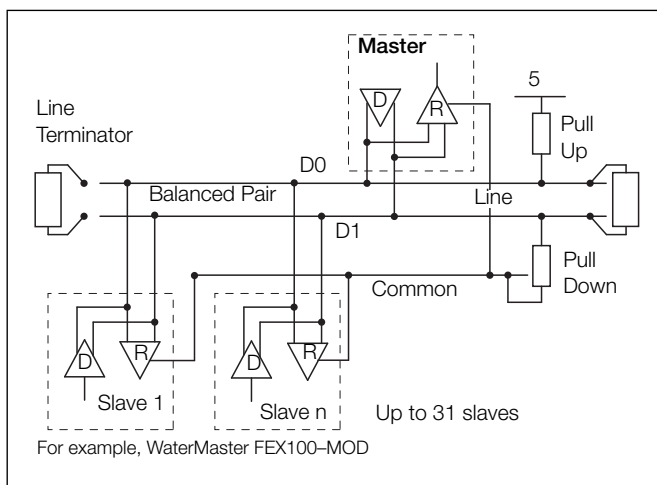 Master
5
D
R
Line
Terminator
Pull
Up
D0
Balanced Pair
Line
D1
Common
Pull
Down
D
R
D
R
Slave 1
Slave n
Up to 31 slaves
For example, WaterMaster FEX100–MOD